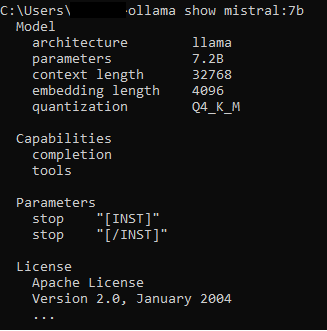 C:\Users\ ollama show mistral:7b
Model
architecture llama
parameters 7.2B
context length 32768
embedding length 4096
quantization Q4_K_M
Capabilities
completion
tools
Parameters
stop "[INST]"
stop "[/INST]"
License
Apache License
Version 2.0, January 2004
...